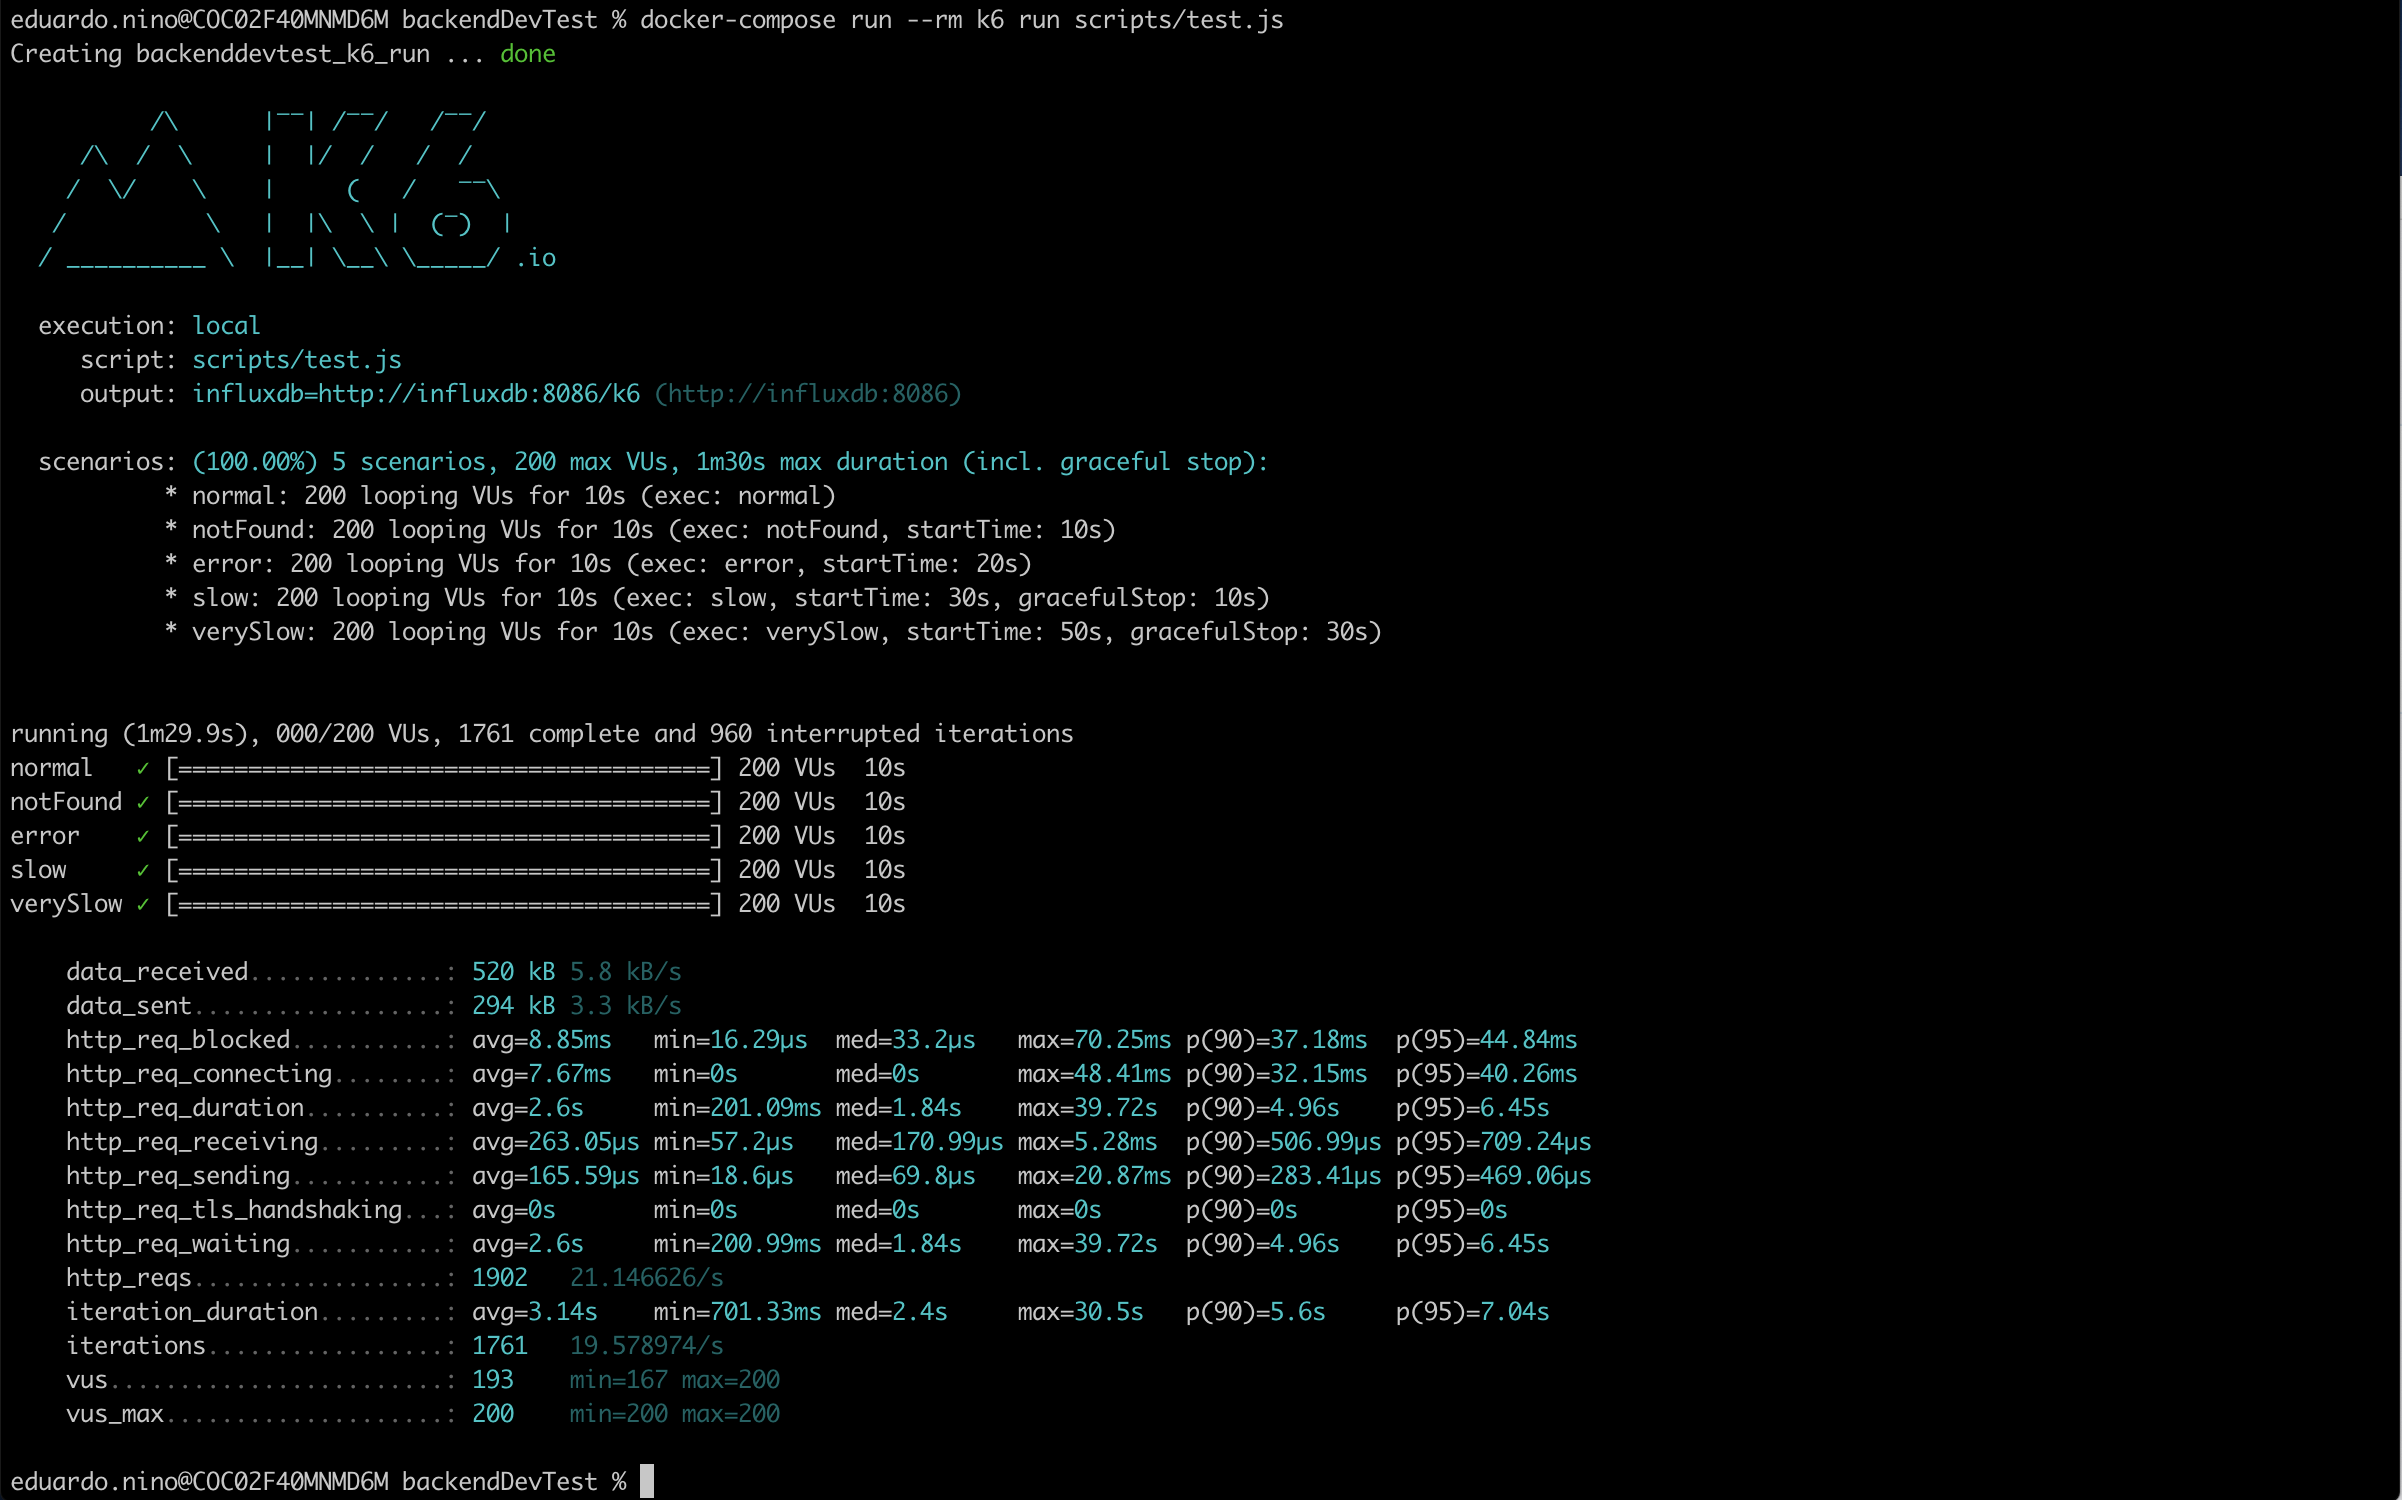 eduardo.nino@COC02F40MNMD6M backendDevTest % docker-compose run --rm k6 run scripts/test.js
Creating backenddevtest_k6_run ... done

          /\      |‾‾| /‾‾/   /‾‾/
     /\  /  \     |  |/  /   /  /
    /  \/    \    |     (   /   ‾‾\
   /          \   |  |\  \ |  (‾)  |
  / __________ \  |__| \__\ \_____/ .io

  execution: local
     script: scripts/test.js
     output: influxdb=http://influxdb:8086/k6 (http://influxdb:8086)

  scenarios: (100.00%) 5 scenarios, 200 max VUs, 1m30s max duration (incl. graceful stop):
           * normal: 200 looping VUs for 10s (exec: normal)
           * notFound: 200 looping VUs for 10s (exec: notFound, startTime: 10s)
           * error: 200 looping VUs for 10s (exec: error, startTime: 20s)
           * slow: 200 looping VUs for 10s (exec: slow, startTime: 30s, gracefulStop: 10s)
           * verySlow: 200 looping VUs for 10s (exec: verySlow, startTime: 50s, gracefulStop: 30s)

running (1m29.9s), 000/200 VUs, 1761 complete and 960 interrupted iterations
normal   ✓ [======================================] 200 VUs  10s
notFound ✓ [======================================] 200 VUs  10s
error    ✓ [======================================] 200 VUs  10s
slow     ✓ [======================================] 200 VUs  10s
verySlow ✓ [======================================] 200 VUs  10s

    data_received..............: 520 kB 5.8 kB/s
    data_sent..................: 294 kB 3.3 kB/s
    http_req_blocked...........: avg=8.85ms   min=16.29µs  med=33.2µs   max=70.25ms p(90)=37.18ms  p(95)=44.84ms
    http_req_connecting........: avg=7.67ms   min=0s       med=0s       max=48.41ms p(90)=32.15ms  p(95)=40.26ms
    http_req_duration..........: avg=2.6s     min=201.09ms med=1.84s    max=39.72s  p(90)=4.96s    p(95)=6.45s
    http_req_receiving.........: avg=263.05µs min=57.2µs   med=170.99µs max=5.28ms  p(90)=506.99µs p(95)=709.24µs
    http_req_sending...........: avg=165.59µs min=18.6µs   med=69.8µs   max=20.87ms p(90)=283.41µs p(95)=469.06µs
    http_req_tls_handshaking...: avg=0s       min=0s       med=0s       max=0s      p(90)=0s       p(95)=0s
    http_req_waiting...........: avg=2.6s     min=200.99ms med=1.84s    max=39.72s  p(90)=4.96s    p(95)=6.45s
    http_reqs..................: 1902   21.146626/s
    iteration_duration.........: avg=3.14s    min=701.33ms med=2.4s     max=30.5s   p(90)=5.6s     p(95)=7.04s
    iterations.................: 1761   19.578974/s
    vus........................: 193    min=167 max=200
    vus_max....................: 200    min=200 max=200

eduardo.nino@COC02F40MNMD6M backendDevTest %